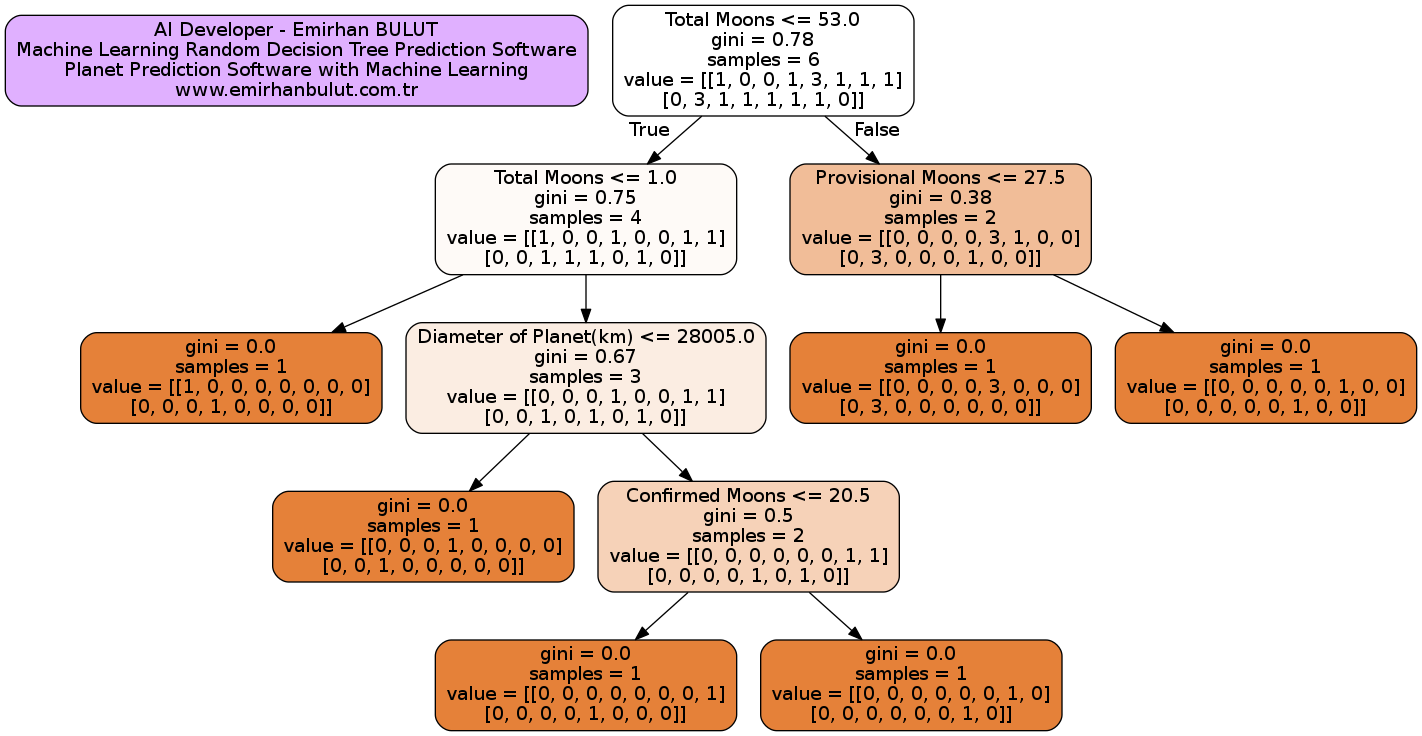 AI Developer - Emirhan BULUT
Machine Learning Random Decision Tree Prediction Software
Planet Prediction Software with Machine Learning
www.emirhanbulut.com.tr
Total Moons <= 53.0
gini = 0.78
samples = 6
value = [[1, 0, 0, 1, 3, 1, 1, 1]
[0, 3, 1, 1, 1, 1, 1, 0]]
True
False
Total Moons <= 1.0
gini = 0.75
samples = 4
value = [[1, 0, 0, 1, 0, 0, 1, 1]
[0, 0, 1, 1, 1, 0, 1, 0]]
Provisional Moons <= 27.5
gini = 0.38
samples = 2
value = [[0, 0, 0, 0, 3, 1, 0, 0]
[0, 3, 0, 0, 0, 1, 0, 0]]
gini = 0.0
samples = 1
value = [[1, 0, 0, 0, 0, 0, 0, 0]
[0, 0, 0, 1, 0, 0, 0, 0]]
Diameter of Planet(km) <= 28005.0
gini = 0.67
samples = 3
value = [[0, 0, 0, 1, 0, 0, 1, 1]
[0, 0, 1, 0, 1, 0, 1, 0]]
gini = 0.0
samples = 1
value = [[0, 0, 0, 0, 3, 0, 0, 0]
[0, 3, 0, 0, 0, 0, 0, 0]]
gini = 0.0
samples = 1
value = [[0, 0, 0, 0, 0, 1, 0, 0]
[0, 0, 0, 0, 0, 1, 0, 0]]
gini = 0.0
samples = 1
value = [[0, 0, 0, 1, 0, 0, 0, 0]
[0, 0, 1, 0, 0, 0, 0, 0]]
Confirmed Moons <= 20.5
gini = 0.5
samples = 2
value = [[0, 0, 0, 0, 0, 0, 1, 1]
[0, 0, 0, 0, 1, 0, 1, 0]]
gini = 0.0
samples = 1
value = [[0, 0, 0, 0, 0, 0, 0, 1]
[0, 0, 0, 0, 1, 0, 0, 0]]
gini = 0.0
samples = 1
value = [[0, 0, 0, 0, 0, 0, 1, 0]
[0, 0, 0, 0, 0, 0, 1, 0]]